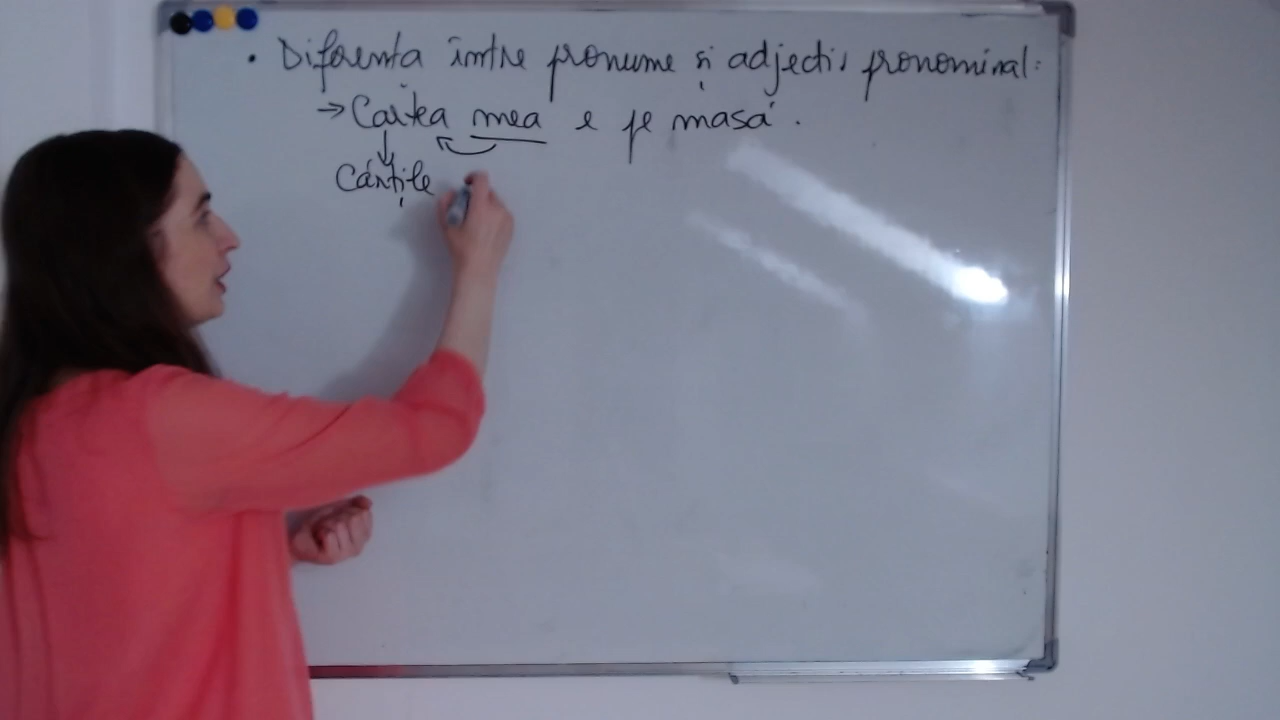 • Diferența între pronume și adjectiv pronominal:
→ Cartea mea e pe masă.
Cărțile